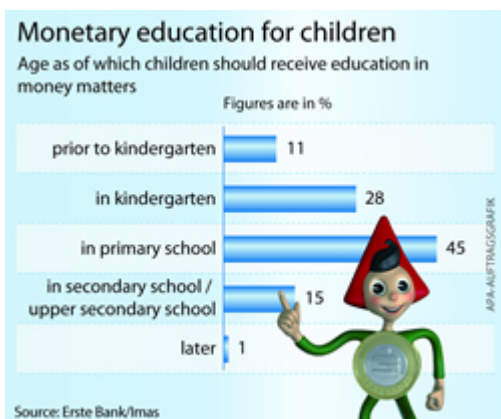 Monetary education for children
Age as of which children should receive education in
money matters
Figures are in %
prior to kindergarten 11
in kindergarten 28
in primary school 45
in secondary school /
upper secondary school 15
later 1
Source: Erste Bank/Imas
APA-AUFTRAGSGRAFIK